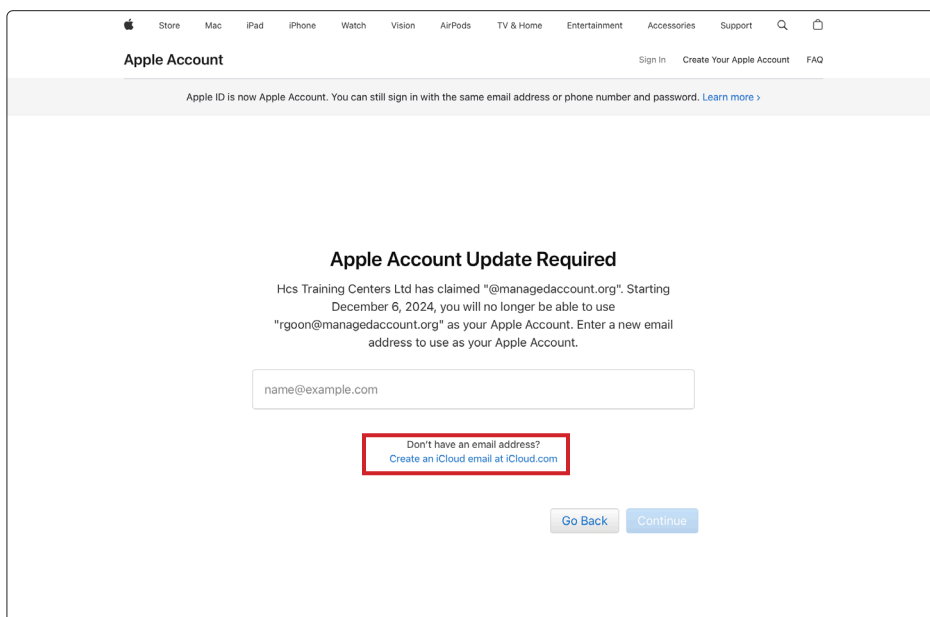 Store Mac iPad iPhone Watch Vision AirPods TV & Home Entertainment Accessories Support
Apple Account
Sign In Create Your Apple Account FAQ
Apple ID is now Apple Account. You can still sign in with the same email address or phone number and password. Learn more >
Apple Account Update Required
Hcs Training Centers Ltd has claimed "@managedaccount.org". Starting
December 6, 2024, you will no longer be able to use
"rgoon@managedaccount.org" as your Apple Account. Enter a new email
address to use as your Apple Account.
name@example.com
Don't have an email address?
Create an iCloud email at iCloud.com
Go Back Continue